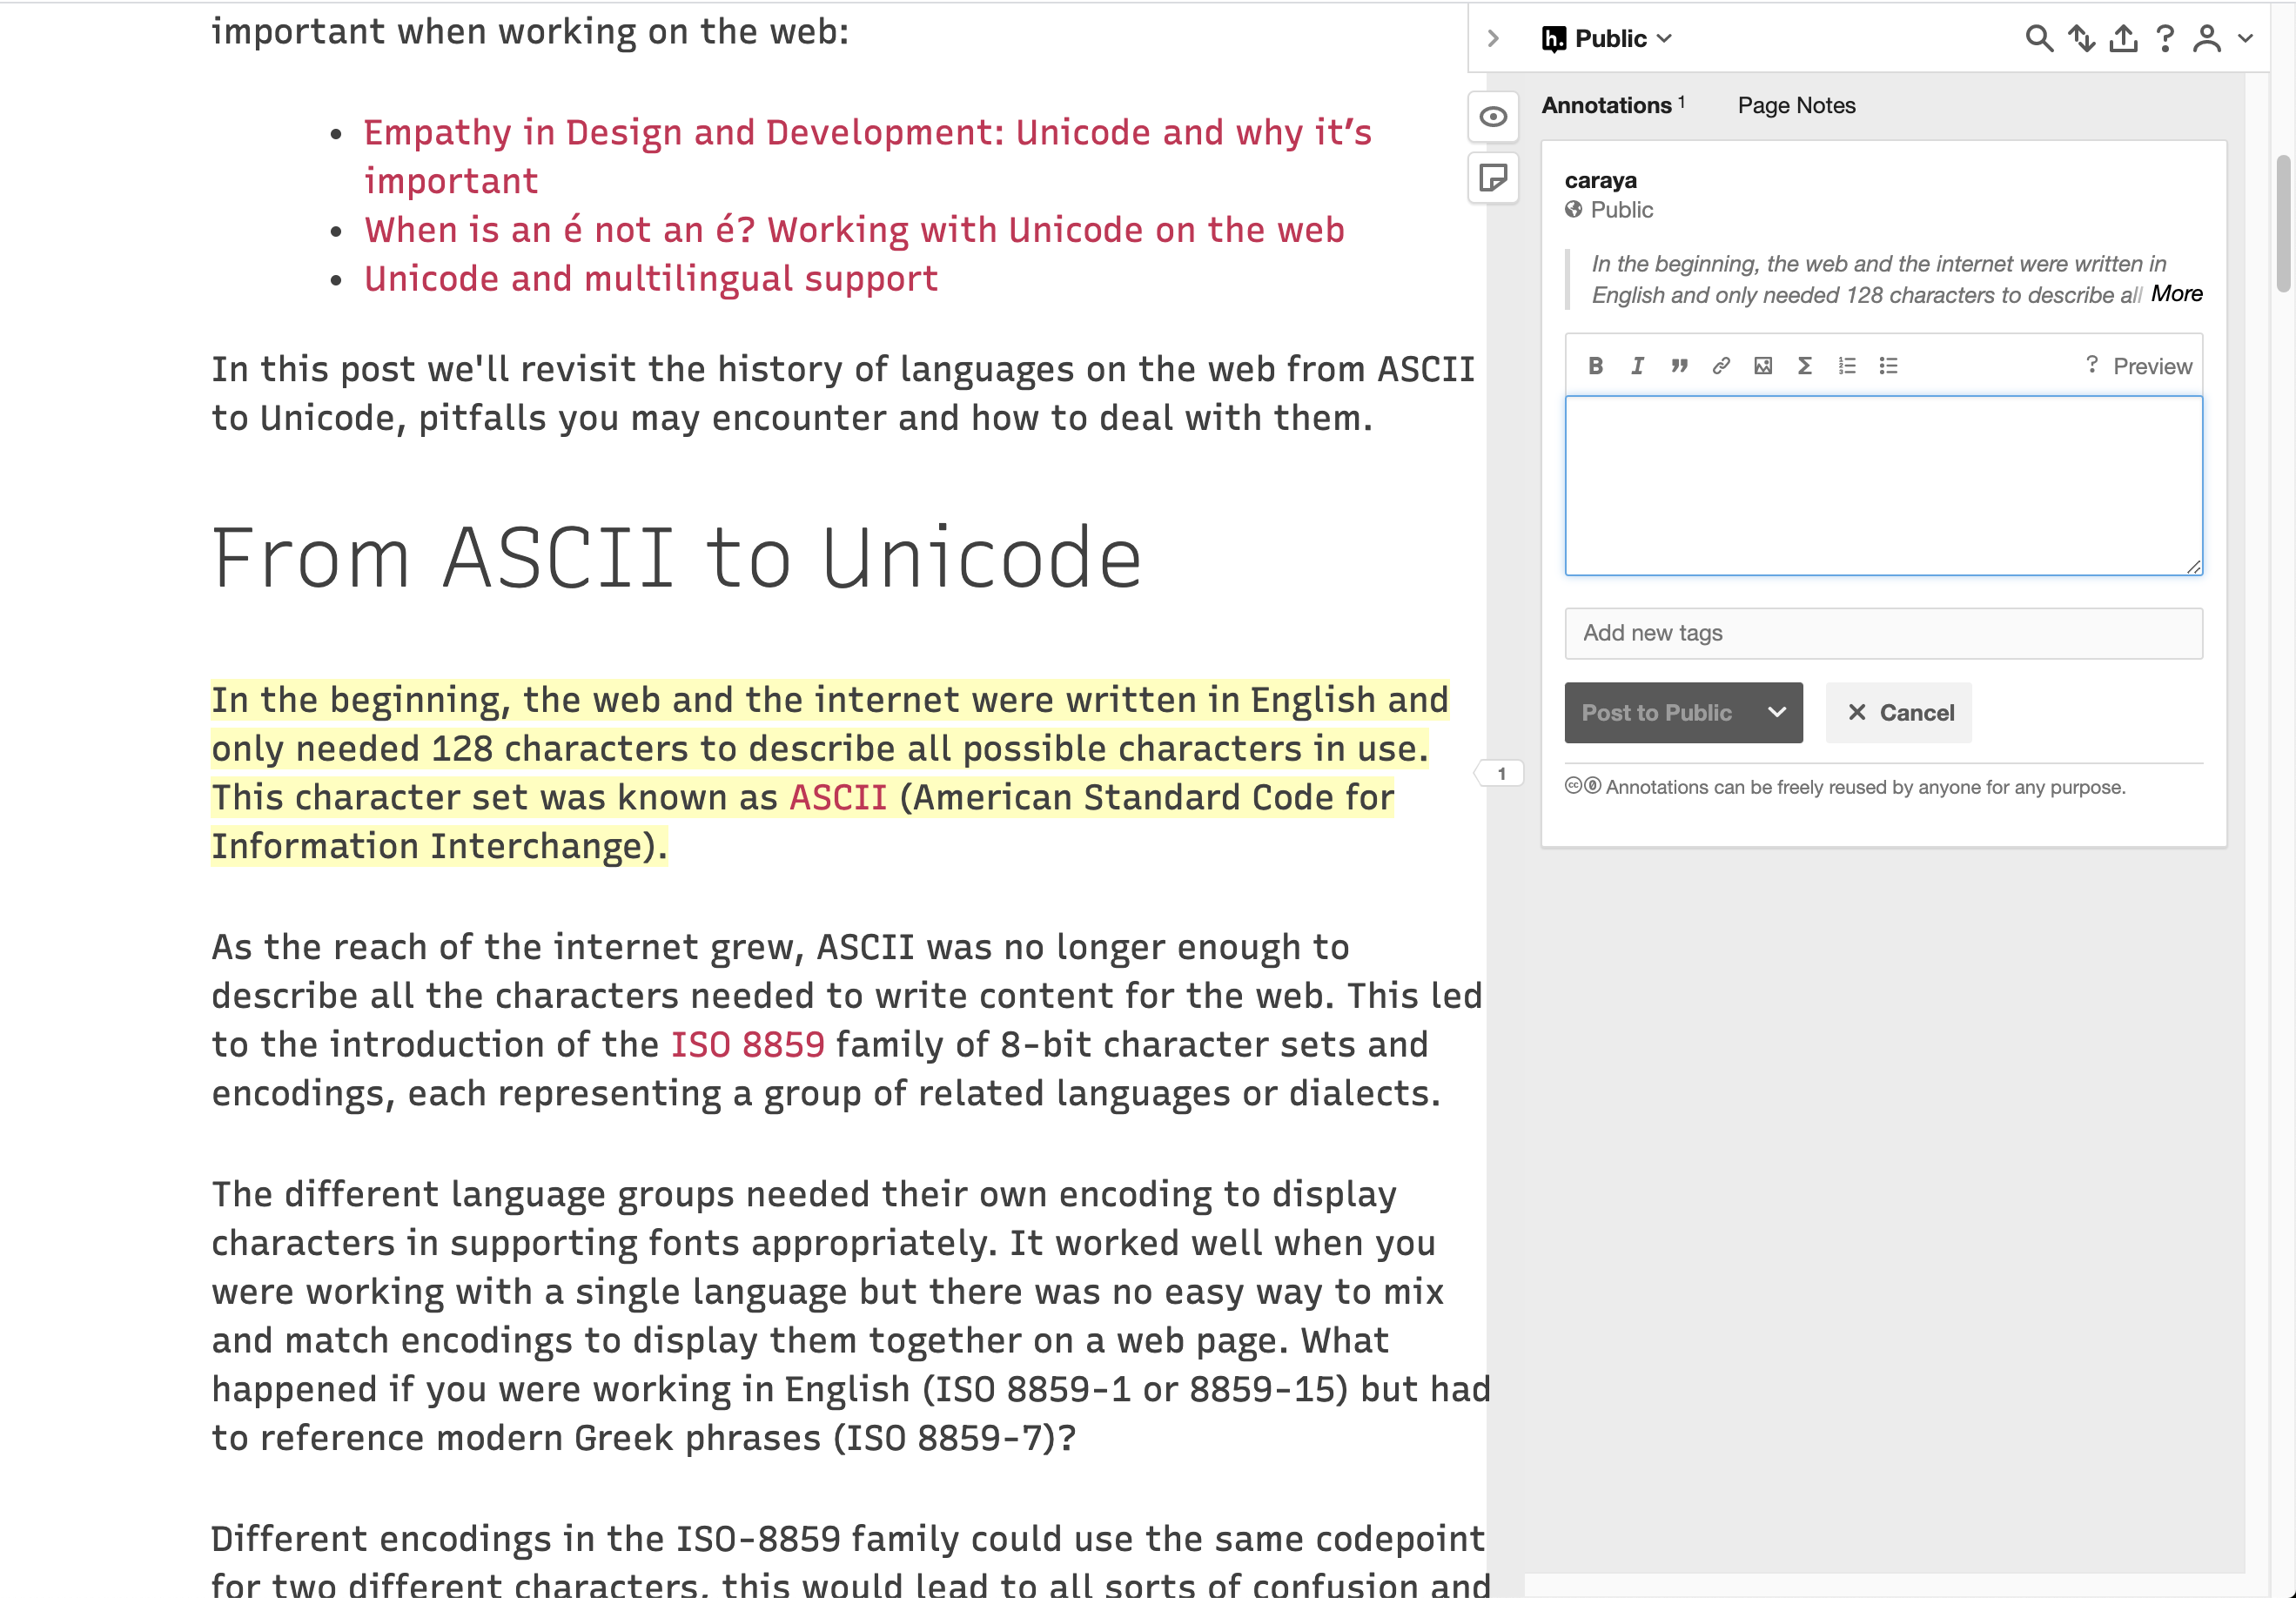 important when working on the web:
• Empathy in Design and Development: Unicode and why it’s
important
• When is an é not an é? Working with Unicode on the web
• Unicode and multilingual support
In this post we'll revisit the history of languages on the web from ASCII
to Unicode, pitfalls you may encounter and how to deal with them.
From ASCII to Unicode
In the beginning, the web and the internet were written in English and
only needed 128 characters to describe all possible characters in use.
This character set was known as ASCII (American Standard Code for
Information Interchange).
As the reach of the internet grew, ASCII was no longer enough to
describe all the characters needed to write content for the web. This led
to the introduction of the ISO 8859 family of 8-bit character sets and
encodings, each representing a group of related languages or dialects.
The different language groups needed their own encoding to display
characters in supporting fonts appropriately. It worked well when you
were working with a single language but there was no easy way to mix
and match encodings to display them together on a web page. What
happened if you were working in English (ISO 8859-1 or 8859-15) but had
to reference modern Greek phrases (ISO 8859-7)?
Different encodings in the ISO-8859 family could use the same codepoint
for two different characters, this would lead to all sorts of confusion and
h. Public
Annotations 1
Page Notes
caraya
Public
In the beginning, the web and the internet were written in
English and only needed 128 characters to describe all More
B I ” Σ ? Preview
Add new tags
Post to Public
× Cancel
1
Annotations can be freely reused by anyone for any purpose.